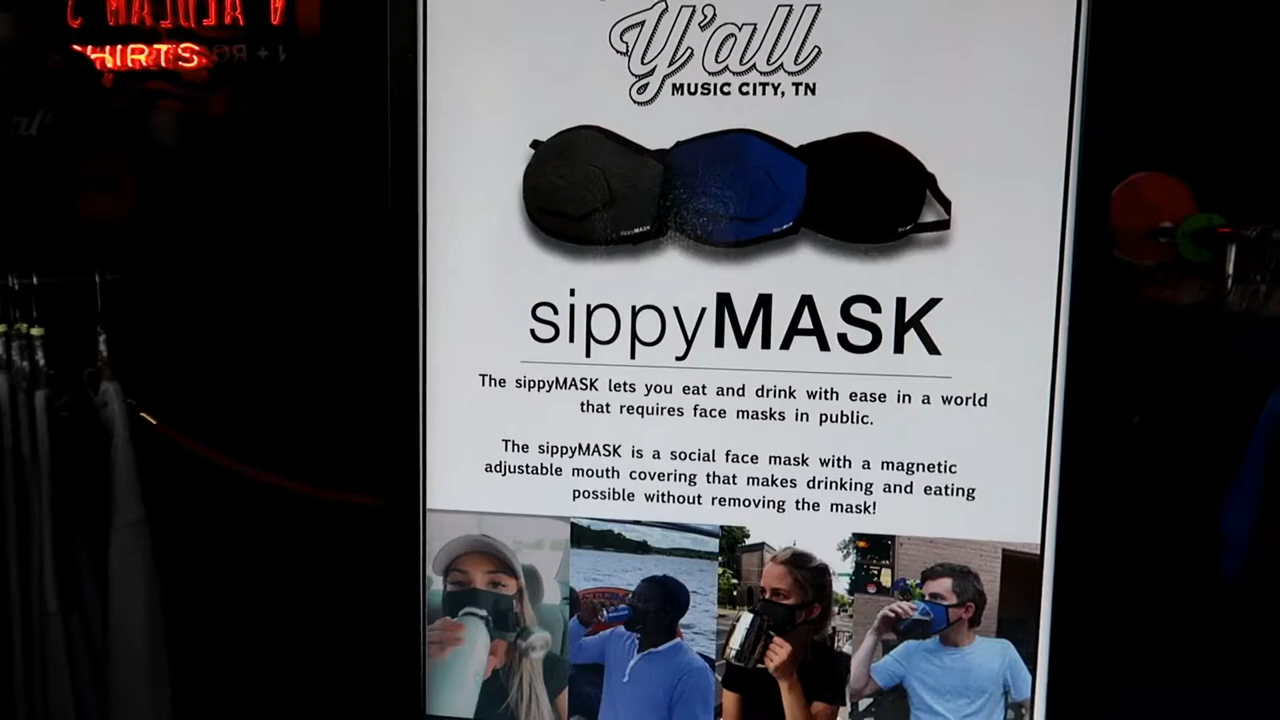 HIRTS
Y'all
MUSIC CITY, TN
sippyMASK
sippyMASK
The sippyMASK lets you eat and drink with ease in a world
that requires face masks in public.
The sippyMASK is a social face mask with a magnetic
adjustable mouth covering that makes drinking and eating
possible without removing the mask!